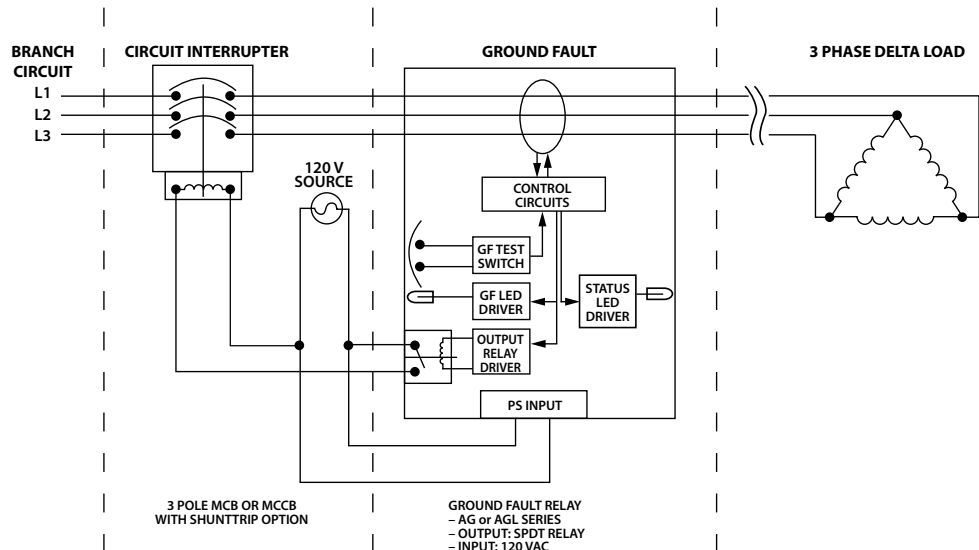 BRANCH
CIRCUIT
CIRCUIT INTERRUPTER
GROUND FAULT
3 PHASE DELTA LOAD
L1
L2
L3
120 V
SOURCE
CONTROL
CIRCUITS
GF TEST
SWITCH
GF LED
DRIVER
STATUS
LED
DRIVER
OUTPUT
RELAY
DRIVER
PS INPUT
3 POLE MCB OR MCCB
WITH SHUNTTRIP OPTION
GROUND FAULT RELAY
– AG or AGL SERIES
– OUTPUT: SPDT RELAY
– INPUT: 120 VAC